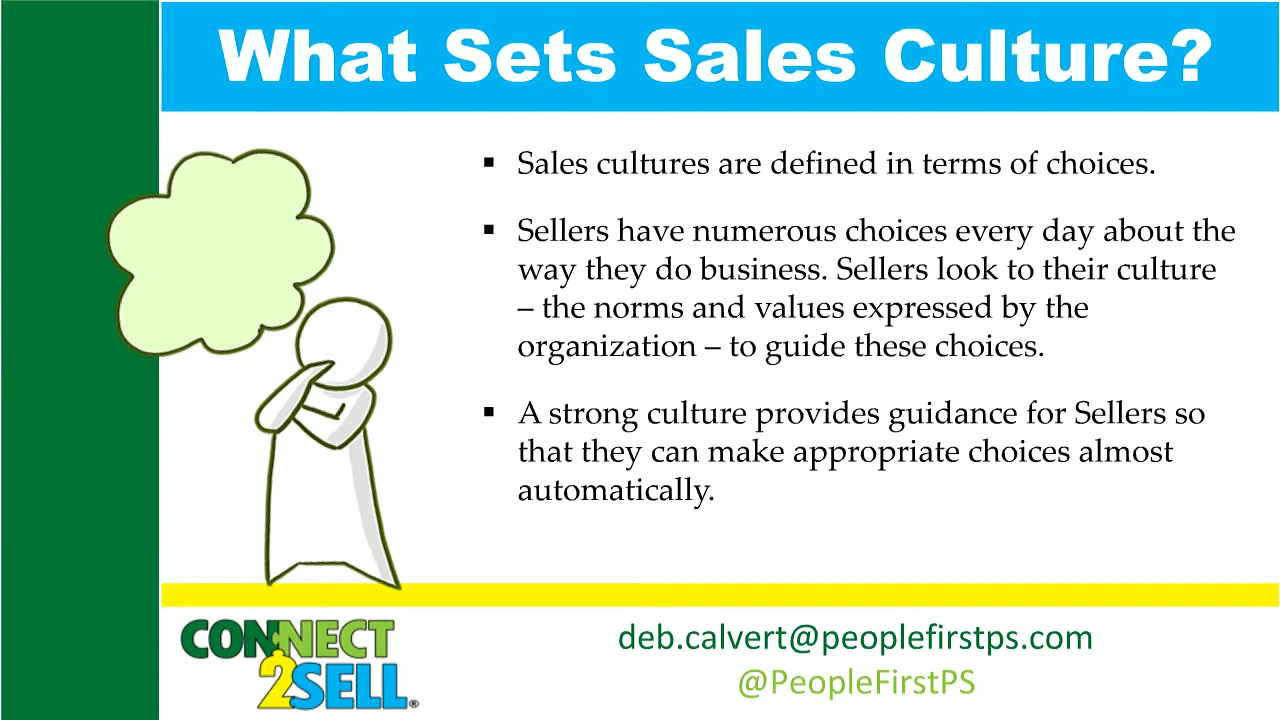 What Sets Sales Culture?
▪ Sales cultures are defined in terms of choices.
▪ Sellers have numerous choices every day about the
way they do business. Sellers look to their culture
– the norms and values expressed by the
organization – to guide these choices.
▪ A strong culture provides guidance for Sellers so
that they can make appropriate choices almost
automatically.
CONNECT
2SELL®
deb.calvert@peoplefirstps.com
@PeopleFirstPS